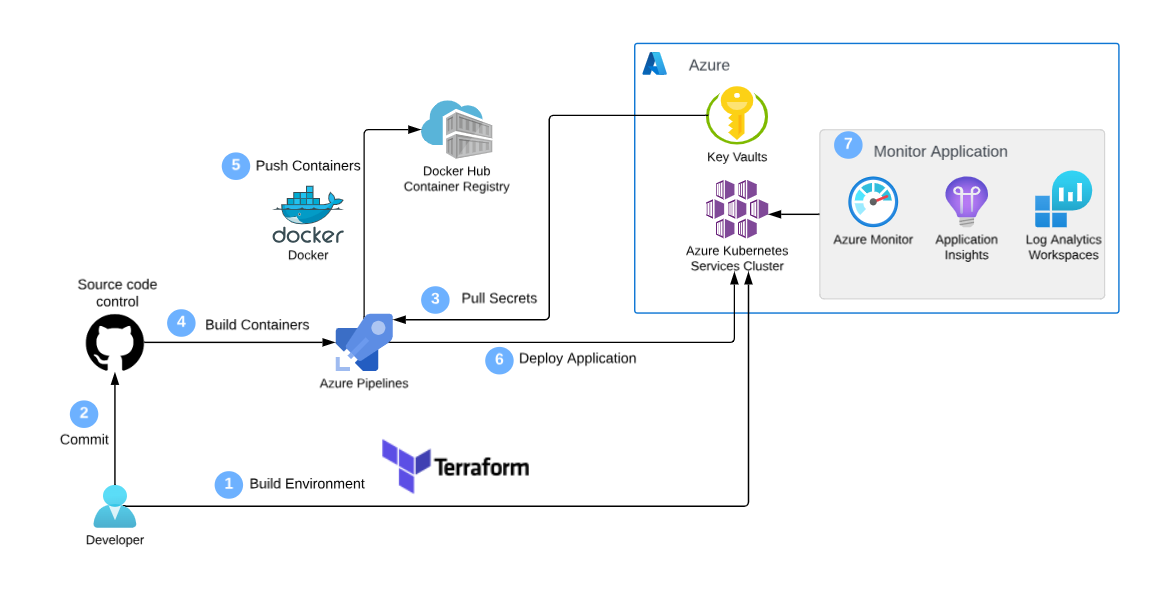 Azure
Key Vaults
7
Monitor Application
5
Push Containers
Docker Hub
Container Registry
docker
Docker
Azure Kubernetes
Services Cluster
Azure Monitor
Application
Insights
Log Analytics
Workspaces
Source code
control
3
Pull Secrets
4
Build Containers
6
Deploy Application
Azure Pipelines
2
Commit
Terraform
1
Build Environment
Developer